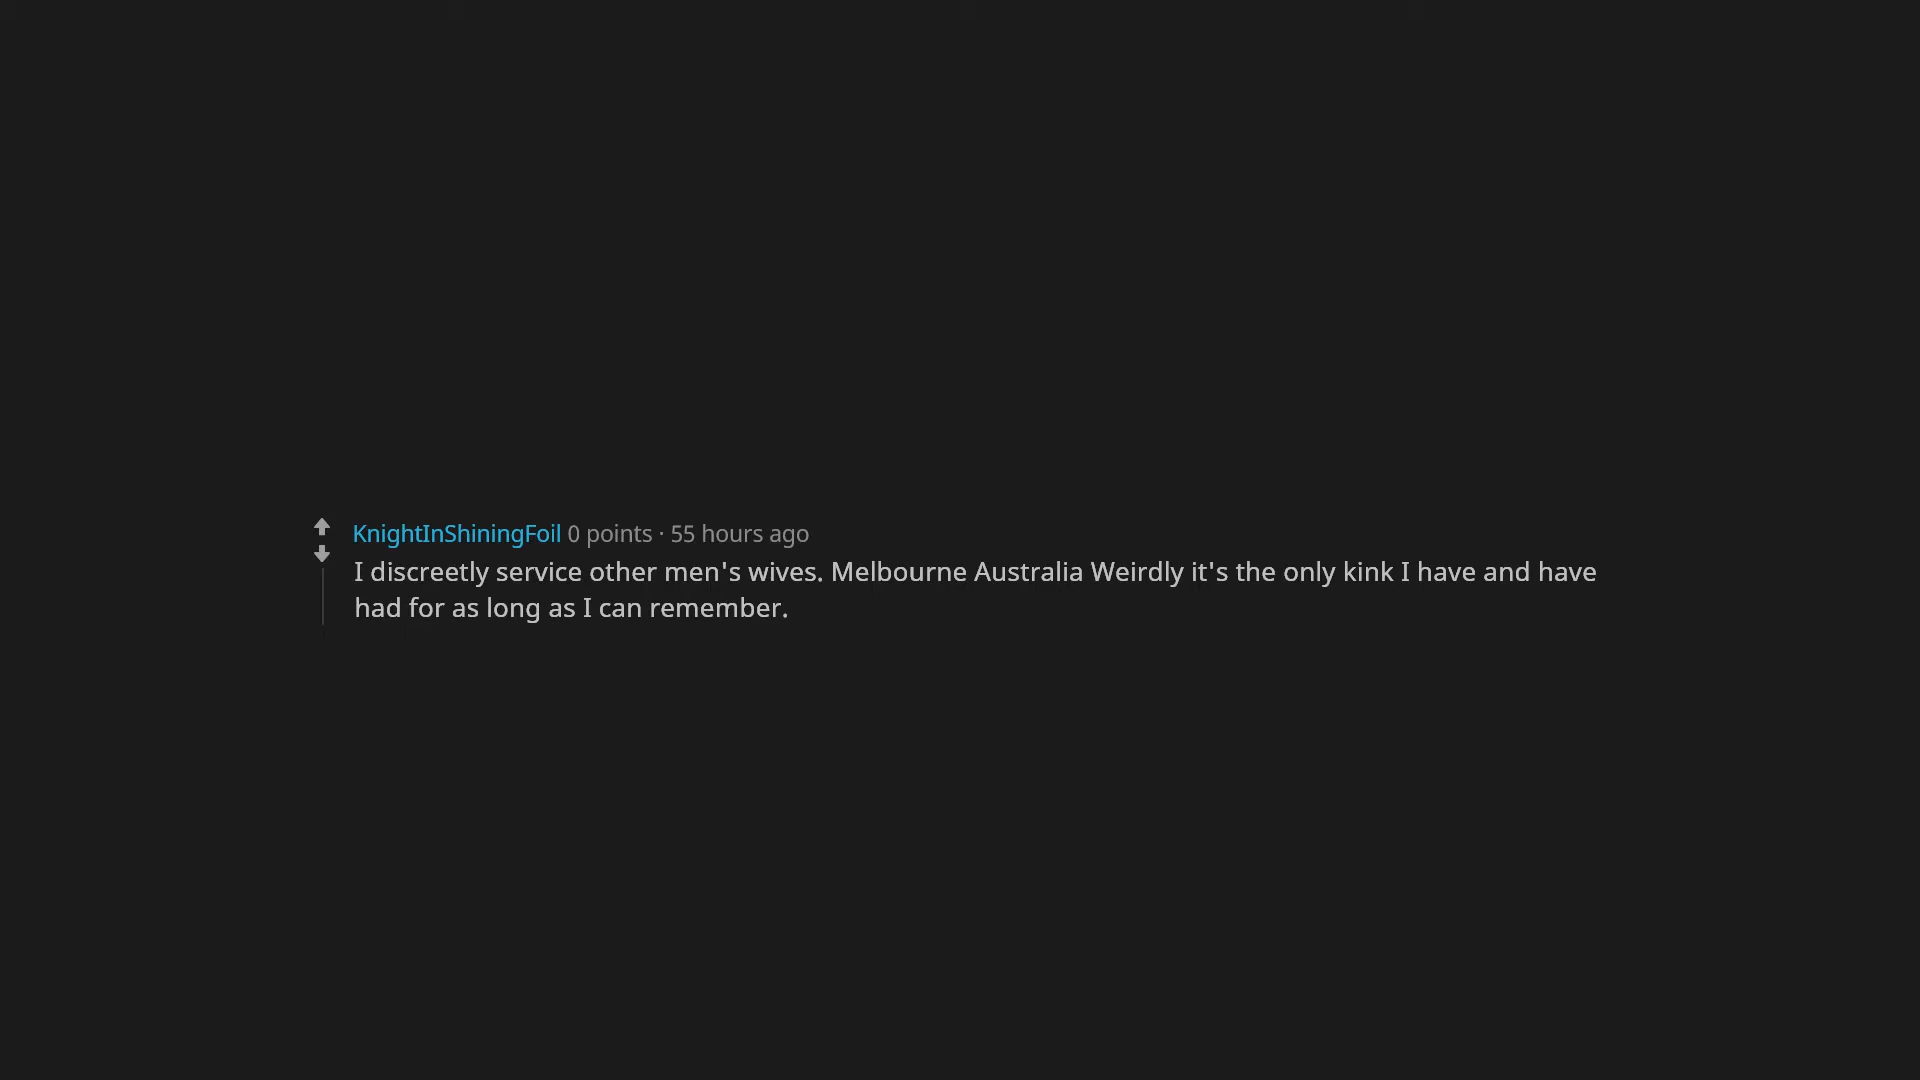 KnightInShiningFoil 0 points · 55 hours ago
I discreetly service other men's wives. Melbourne Australia Weirdly it's the only kink I have and have
had for as long as I can remember.